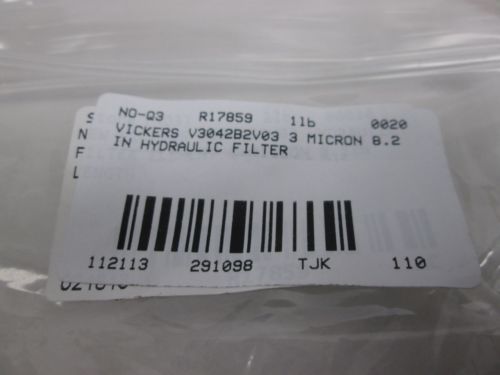 NO-Q3 R17859 11b 0020
VICKERS V3042B2V03 3 MICRON 8.2
IN HYDRAULIC FILTER
112113 291098 TJK 110